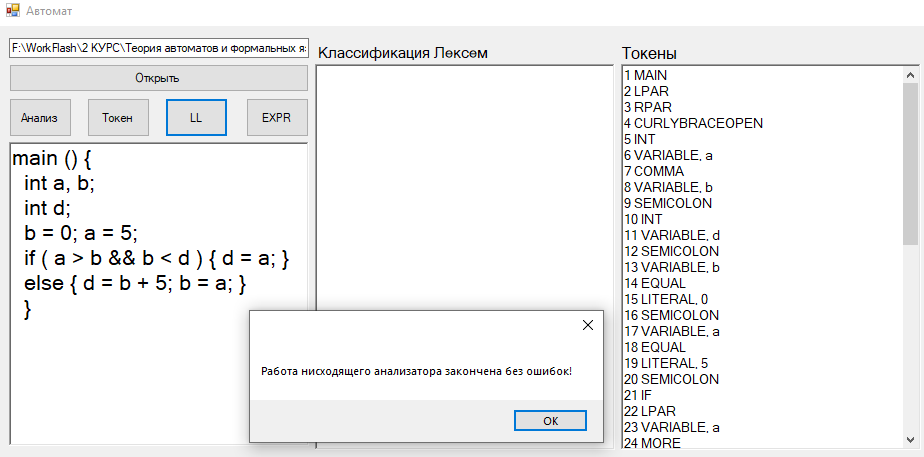 Автомат
F:\WorkFlash\2 КУРС\Теория автоматов и формальных яз
Открыть
Анализ
Токен
LL
EXPR
main () {
int a, b;
int d;
b = 0; a = 5;
if ( a > b && b < d ) { d = a; }
else { d = b + 5; b = a; }
}
Классификация Лексем
Токены
1 MAIN
2 LPAR
3 RPAR
4 CURLYBRACEOPEN
5 INT
6 VARIABLE, a
7 COMMA
8 VARIABLE, b
9 SEMICOLON
10 INT
11 VARIABLE, d
12 SEMICOLON
13 VARIABLE, b
14 EQUAL
15 LITERAL, 0
16 SEMICOLON
17 VARIABLE, a
18 EQUAL
19 LITERAL, 5
20 SEMICOLON
21 IF
22 LPAR
23 VARIABLE, a
24 MORE
Работа нисходящего анализатора закончена без ошибок!
OK